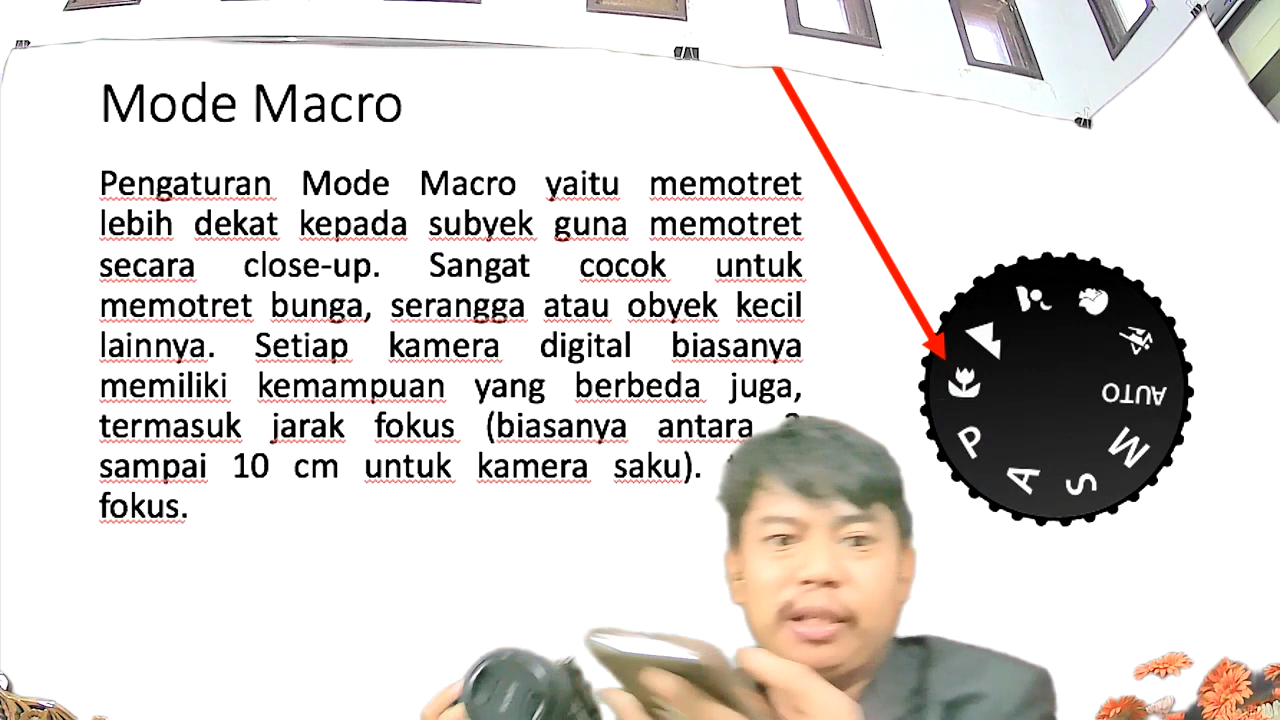 Mode Macro
Pengaturan Mode Macro yaitu memotret
lebih dekat kepada subyek guna memotret
secara close-up. Sangat cocok untuk
memotret bunga, serangga atau obyek kecil
lainnya. Setiap kamera digital biasanya
memiliki kemampuan yang berbeda juga,
termasuk jarak fokus (biasanya antara
sampai 10 cm untuk kamera saku).
fokus.
AUTO
M
S
A
P